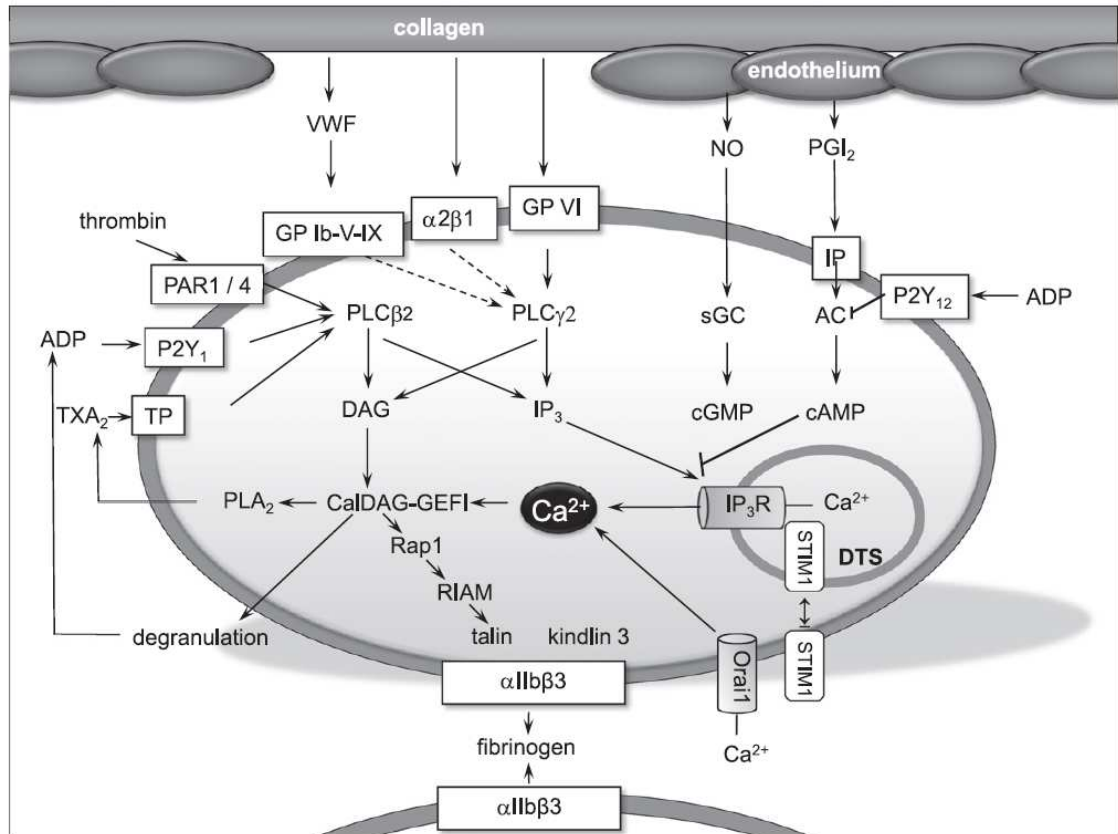 collagen
endothelium
VWF
NO
PGI₂
thrombin
GP Ib-V-IX
α2β1
GP VI
IP
PAR1 / 4
P2Y₁₂
ADP
PLCβ2
PLCγ2
sGC
AC
ADP
P2Y₁
TXA₂
TP
DAG
IP₃
cGMP
cAMP
PLA₂
CalDAG-GEFI
Ca²⁺
IP₃R
Ca²⁺
Rap1
STIM1
DTS
RIAM
degranulation
talin
kindlin 3
αIIbβ3
Orai1
STIM1
fibrinogen
Ca²⁺
αIIbβ3